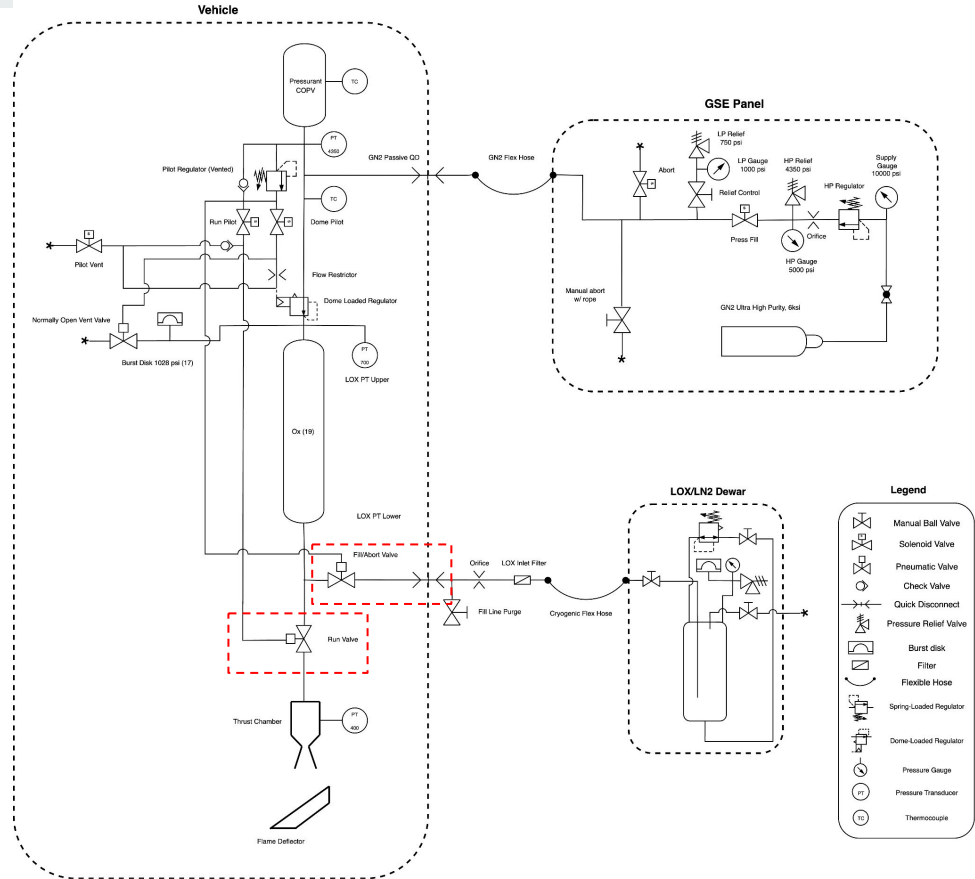 Vehicle
Pressurant
COPV
TC
PT
4350
Pilot Regulator (Vented)
GN2 Passive QD
GN2 Flex Hose
TC
Run Pilot
Dome Pilot
S
Pilot Vent
Flow Restrictor
Dome Loaded Regulator
Normally Open Vent Valve
Burst Disk 1028 psi (17)
PT
700
LOX PT Upper
Ox (19)
LOX PT Lower
Fill/Abort Valve
Orifice
LOX Inlet Filter
Fill Line Purge
Cryogenic Flex Hose
Run Valve
Thrust Chamber
PT
400
Flame Deflector
GSE Panel
LP Relief
750 psi
Abort
LP Gauge
1000 psi
HP Relief
4350 psi
Supply
Gauge
10000 psi
HP Regulator
Relief Control
S
Press Fill
Orifice
HP Gauge
5000 psi
Manual abort
w/ rope
GN2 Ultra High Purity, 6ksi
LOX/LN2 Dewar
Legend
Manual Ball Valve
Solenoid Valve
Pneumatic Valve
Check Valve
Quick Disconnect
Pressure Relief Valve
Burst disk
Filter
Flexible Hose
Spring-Loaded Regulator
Dome-Loaded Regulator
Pressure Gauge
PT
Pressure Transducer
TC
Thermocouple